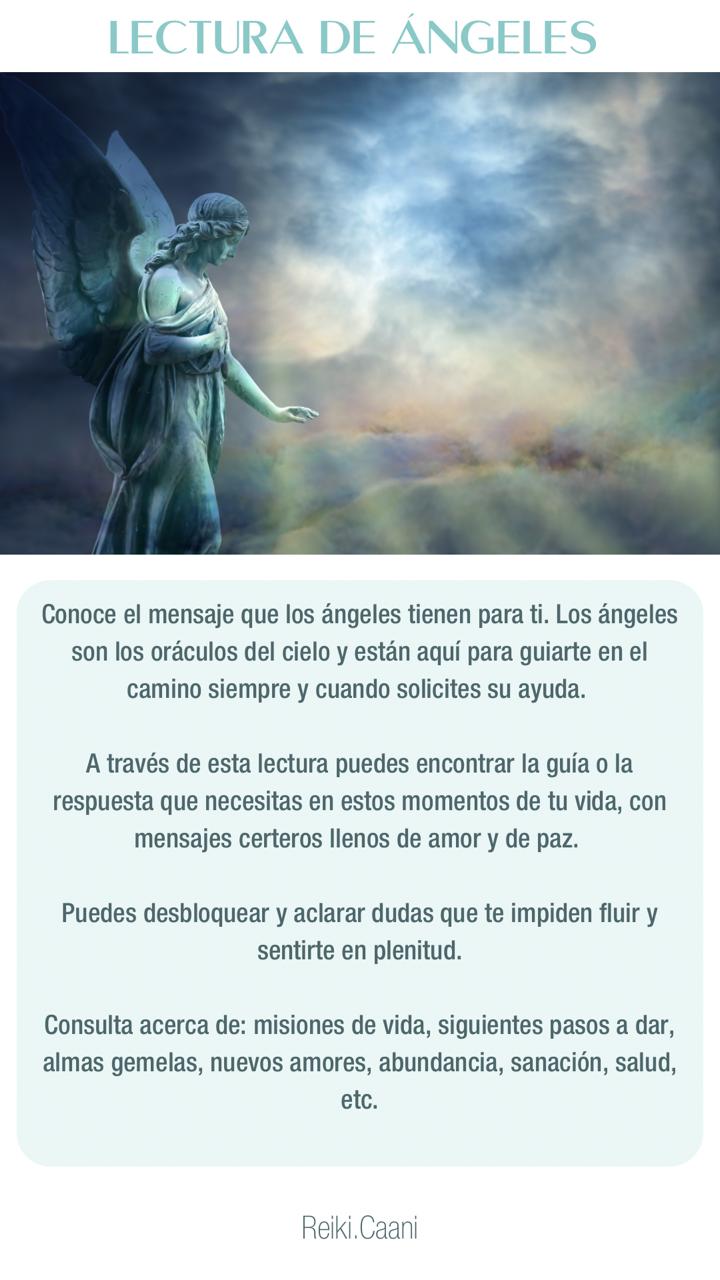 LECTURA DE ÁNGELES
Conoce el mensaje que los ángeles tienen para ti. Los ángeles
son los oráculos del cielo y están aquí para guiarte en el
camino siempre y cuando solicites su ayuda.
A través de esta lectura puedes encontrar la guía o la
respuesta que necesitas en estos momentos de tu vida, con
mensajes certeros llenos de amor y de paz.
Puedes desbloquear y aclarar dudas que te impiden fluir y
sentirte en plenitud.
Consulta acerca de: misiones de vida, siguientes pasos a dar,
almas gemelas, nuevos amores, abundancia, sanación, salud,
etc.
Reiki.Caani